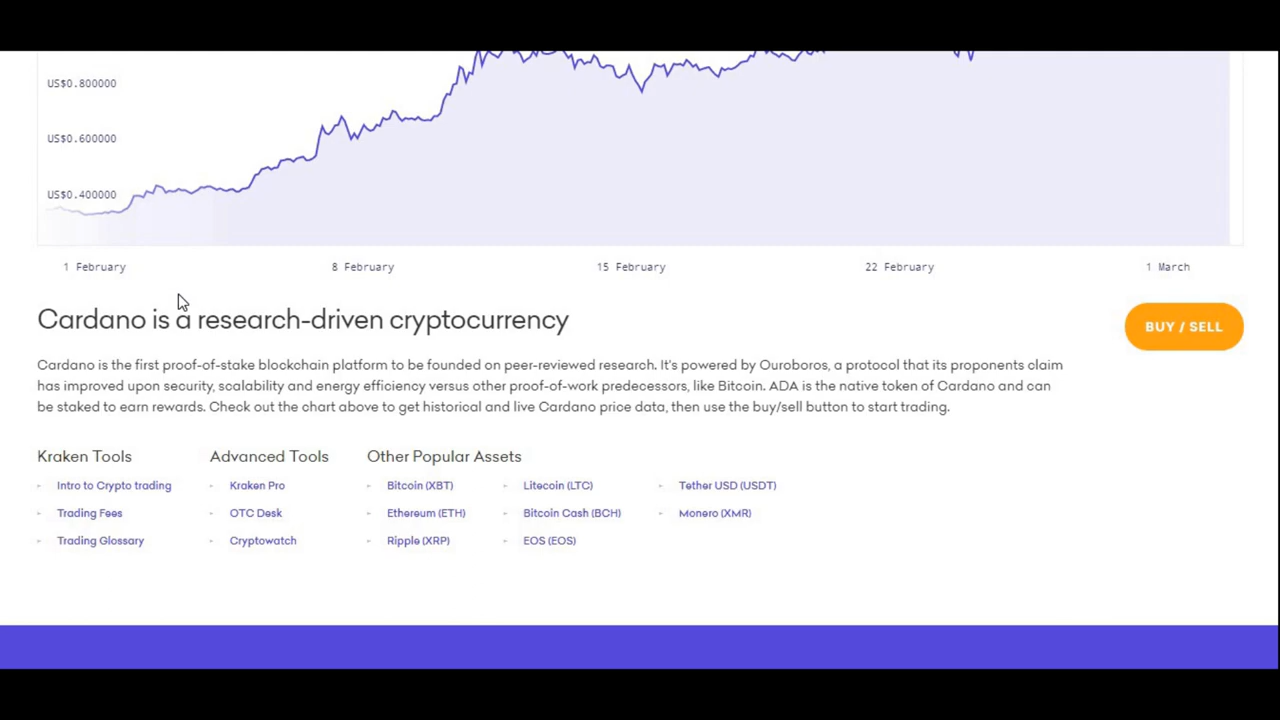 US$0.800000
US$0.600000
US$0.400000
1 February 8 February 15 February 22 February 1 March
Cardano is a research-driven cryptocurrency
BUY / SELL
Cardano is the first proof-of-stake blockchain platform to be founded on peer-reviewed research. It's powered by Ouroboros, a protocol that its proponents claim
has improved upon security, scalability and energy efficiency versus other proof-of-work predecessors, like Bitcoin. ADA is the native token of Cardano and can
be staked to earn rewards. Check out the chart above to get historical and live Cardano price data, then use the buy/sell button to start trading.
Kraken Tools
Intro to Crypto trading
Trading Fees
Trading Glossary
Advanced Tools
Kraken Pro
OTC Desk
Cryptowatch
Other Popular Assets
Bitcoin (XBT)
Ethereum (ETH)
Ripple (XRP)
Litecoin (LTC)
Bitcoin Cash (BCH)
EOS (EOS)
Tether USD (USDT)
Monero (XMR)